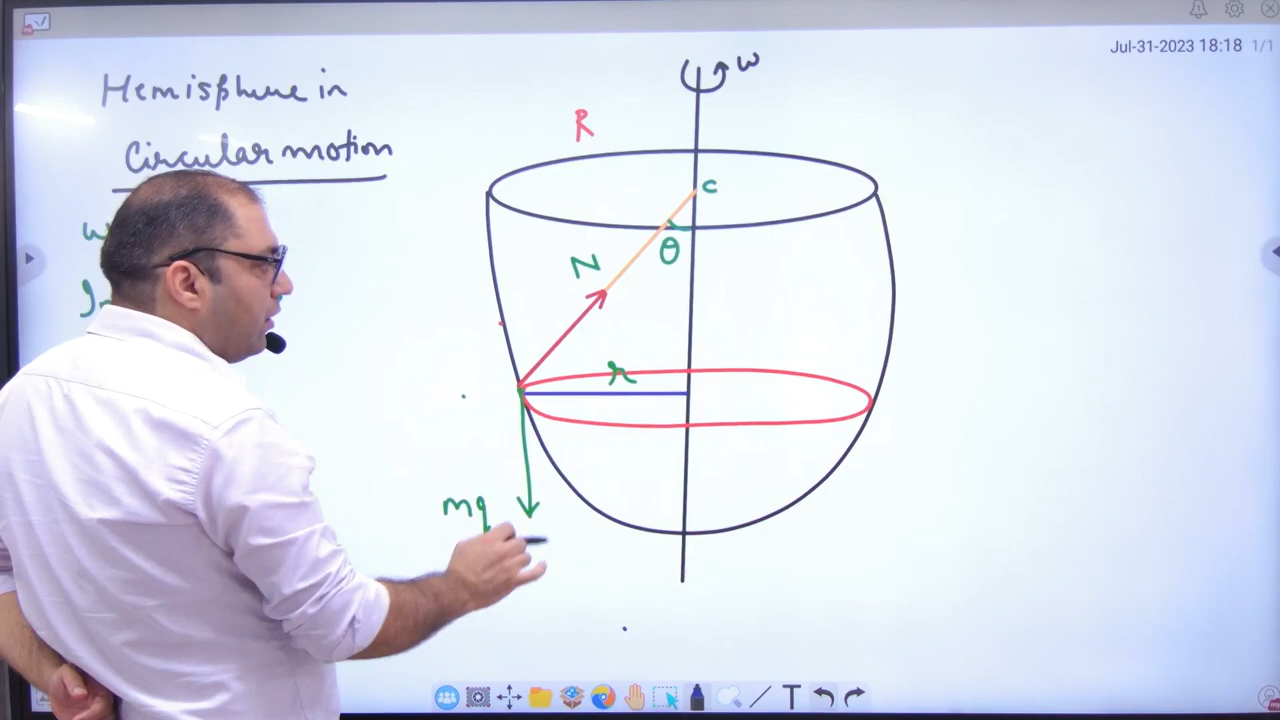 Jul-31-2023 18:18 1/1
Hemisphere in
Circular motion
ω
R
c
θ
N
r
mg
T